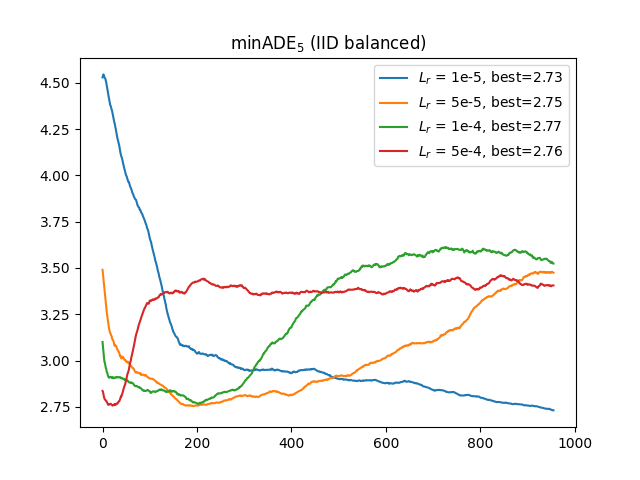 minADE₅ (IID balanced)
4.50
4.25
4.00
3.75
3.50
3.25
3.00
2.75
Lᵣ = 1e-5, best=2.73
Lᵣ = 5e-5, best=2.75
Lᵣ = 1e-4, best=2.77
Lᵣ = 5e-4, best=2.76
0 200 400 600 800 1000